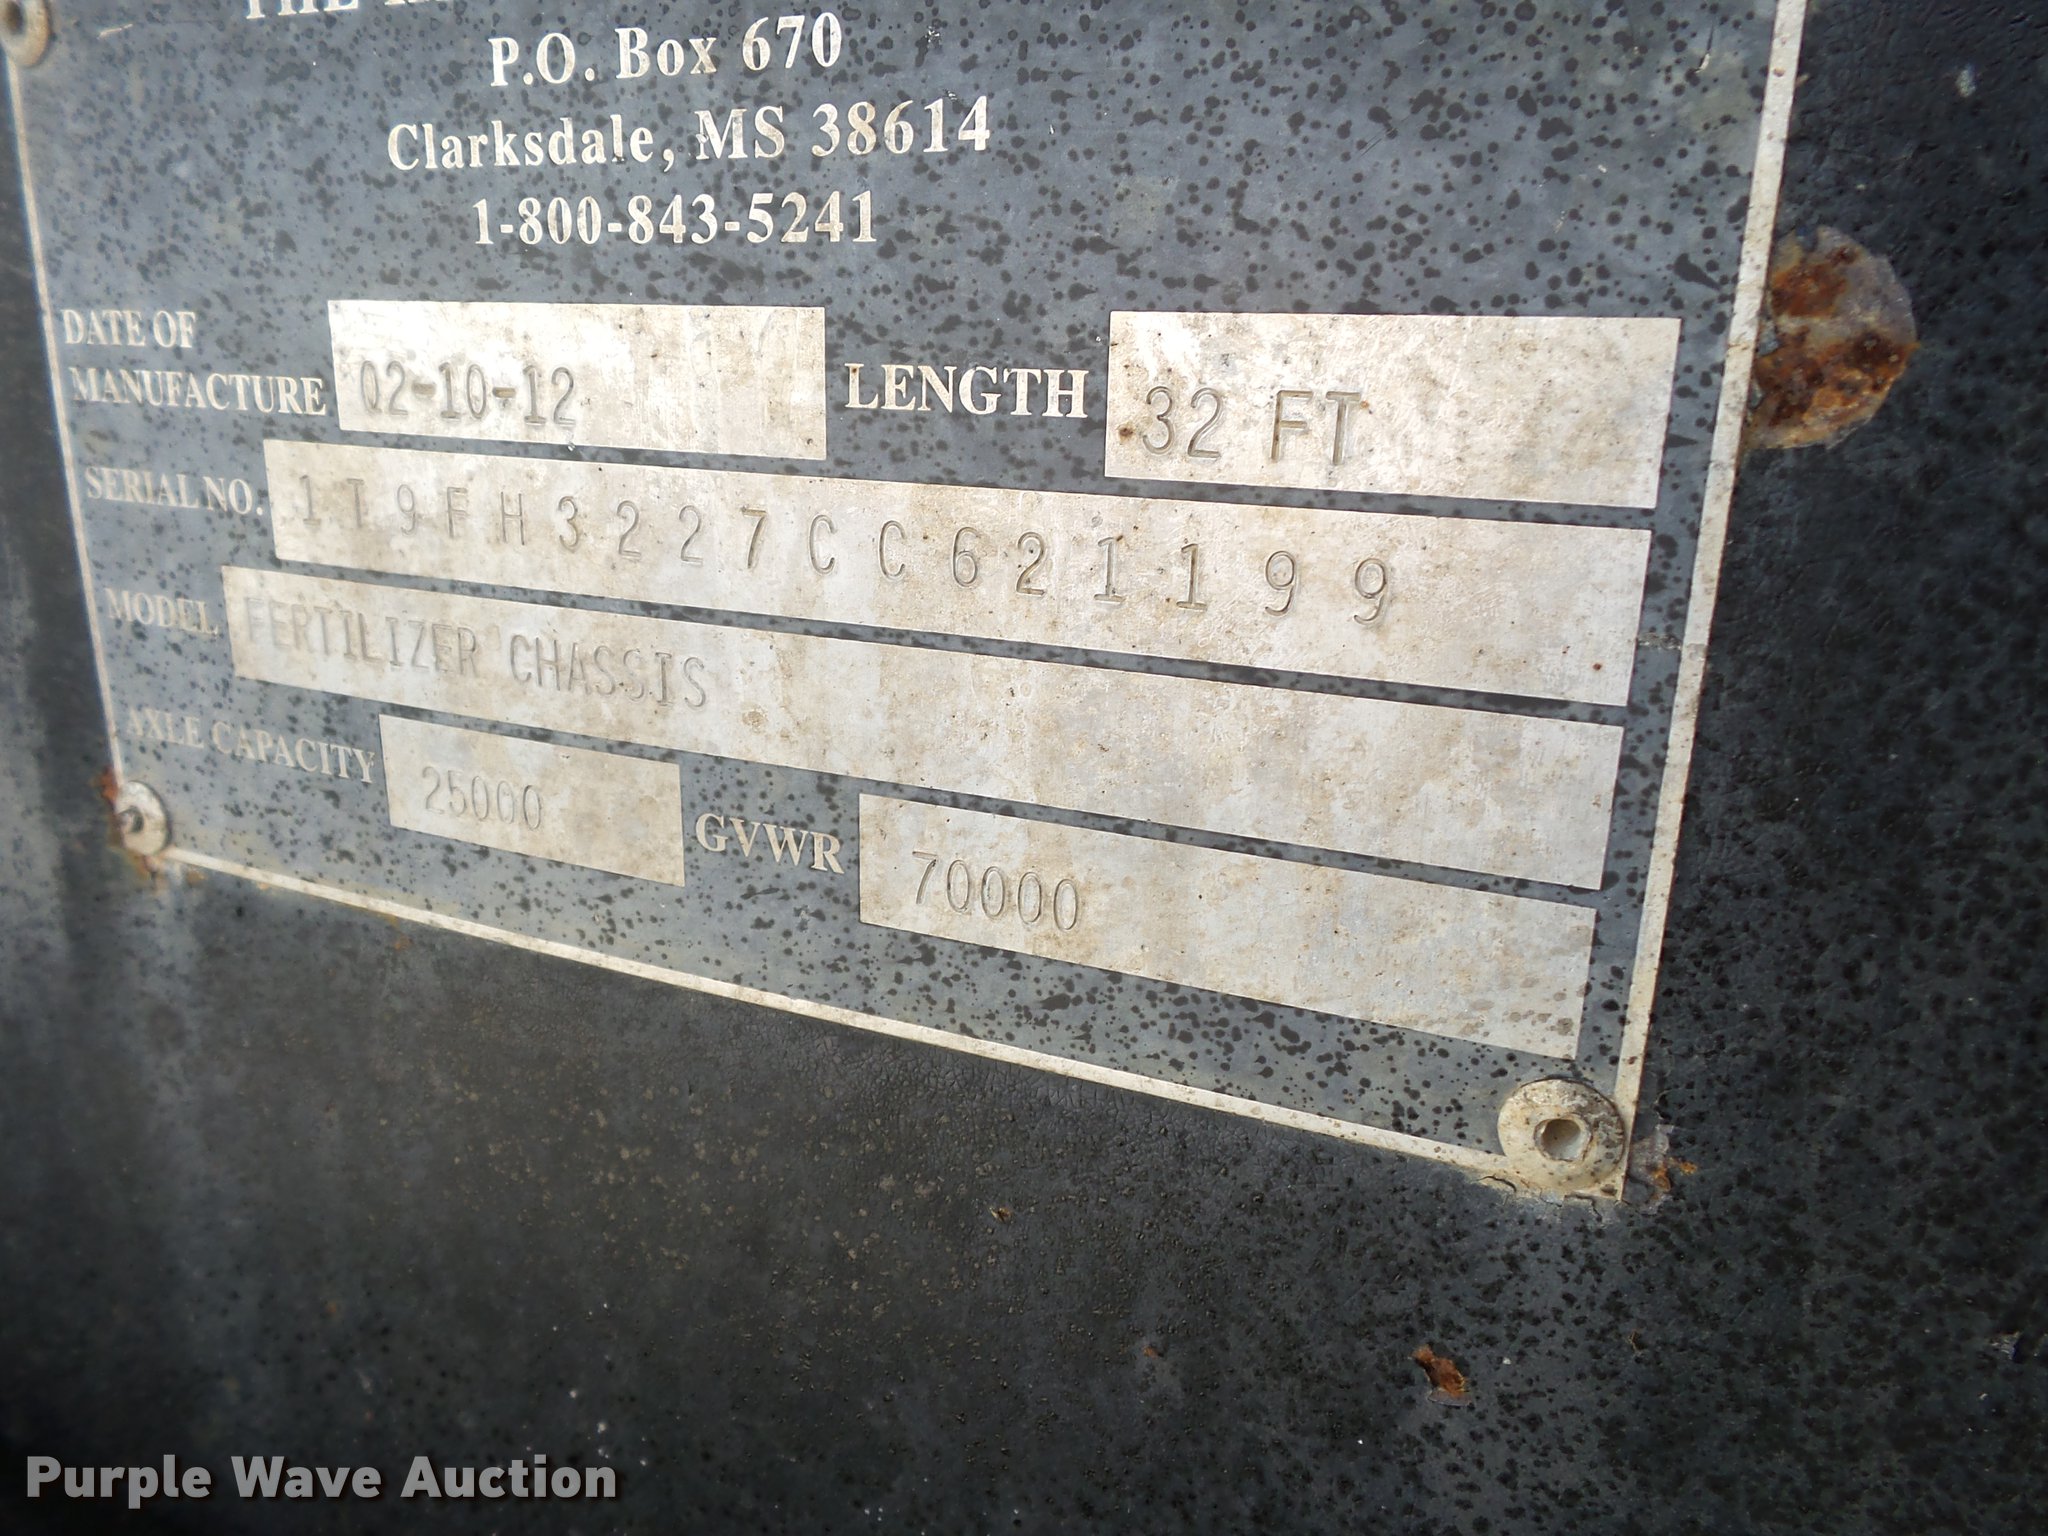 THE
P.O. Box 670
Clarksdale, MS 38614
1-800-843-5241
DATE OF MANUFACTURE 02-10-12 LENGTH 32 FT
SERIAL NO. 1T9FH3227CC621199
MODEL FERTILIZER CHASSIS
AXLE CAPACITY 25000 GVWR 70000
Purple Wave Auction